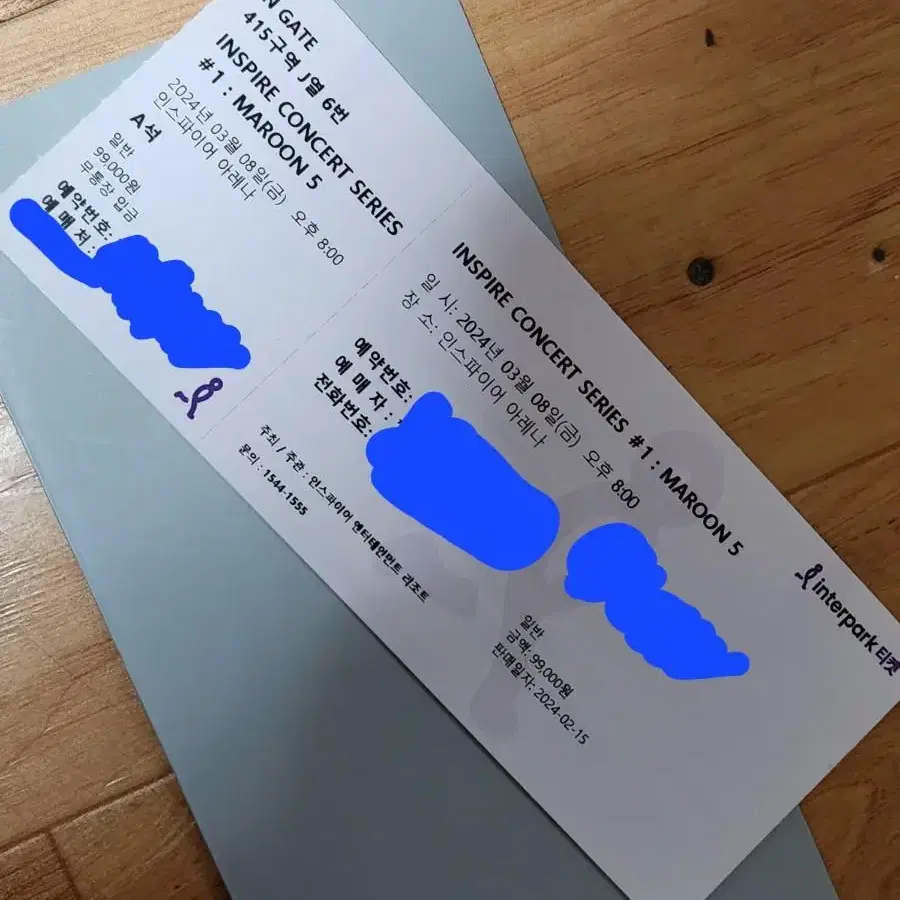 N GATE
415구역 J열 6번
INSPIRE CONCERT SERIES
#1 : MAROON 5
2024년 03월 08일(금) 오후 8:00
인스파이어 아레나
A석
일반
99,000원
무통장 입금
예약번호:
예 매 처 :
INSPIRE CONCERT SERIES #1 : MAROON 5
일 시: 2024년 03월 08일(금) 오후 8:00
장 소: 인스파이어 아레나
예약번호:
예 매 자 :
전화번호:
주최 / 주관 : 인스파이어 엔터테인먼트 리조트
문의 : 1544-1555
일반
금액: 99,000원
판매일자: 2024-02-15
interpark 티켓